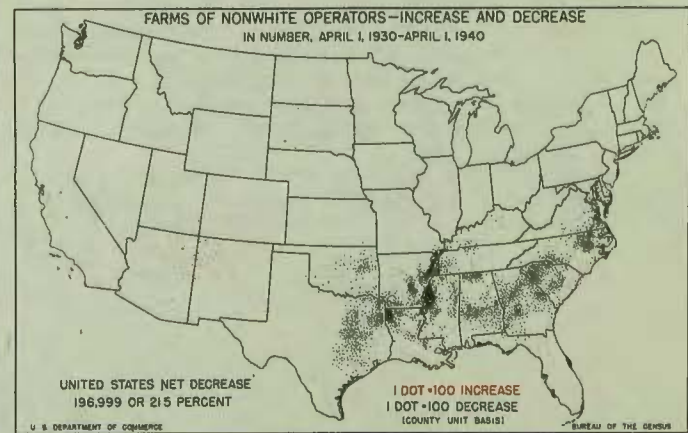 FARMS OF NONWHITE OPERATORS—INCREASE AND DECREASE
IN NUMBER, APRIL 1, 1930-APRIL 1, 1940
UNITED STATES NET DECREASE
196,999 OR 21.5 PERCENT
1 DOT = 100 INCREASE
1 DOT = 100 DECREASE
(COUNTY UNIT BASIS)
U S DEPARTMENT OF COMMERCE
BUREAU OF THE CENSUS